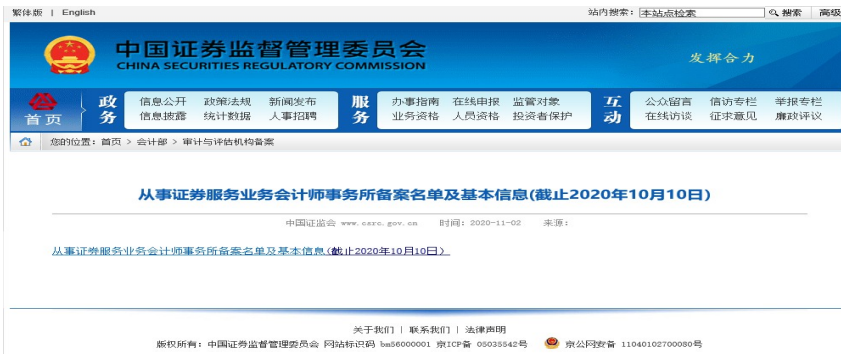 繁体版 | English
站内搜索： 本站点检索 搜索 高级
中国证券监督管理委员会
CHINA SECURITIES REGULATORY COMMISSION
发挥合力
首页
政务
信息公开 政策法规 新闻发布
信息披露 统计数据 人事招聘
服务
办事指南 在线申报 监管对象
业务资格 人员资格 投资者保护
互动
公众留言 信访专栏 举报专栏
在线访谈 征求意见 廉政评议
您的位置：首页 > 会计部 > 审计与评估机构备案
从事证券服务业务会计师事务所备案名单及基本信息(截止2020年10月10日)
中国证监会 www.csrc.gov.cn 时间：2020-11-02 来源：
从事证券服务业务会计师事务所备案名单及基本信息(截止2020年10月10日)
关于我们 | 联系我们 | 法律声明
版权所有：中国证券监督管理委员会 网站标识码 bm56000001 京ICP备 05035542号 京公网安备 11040102700080号